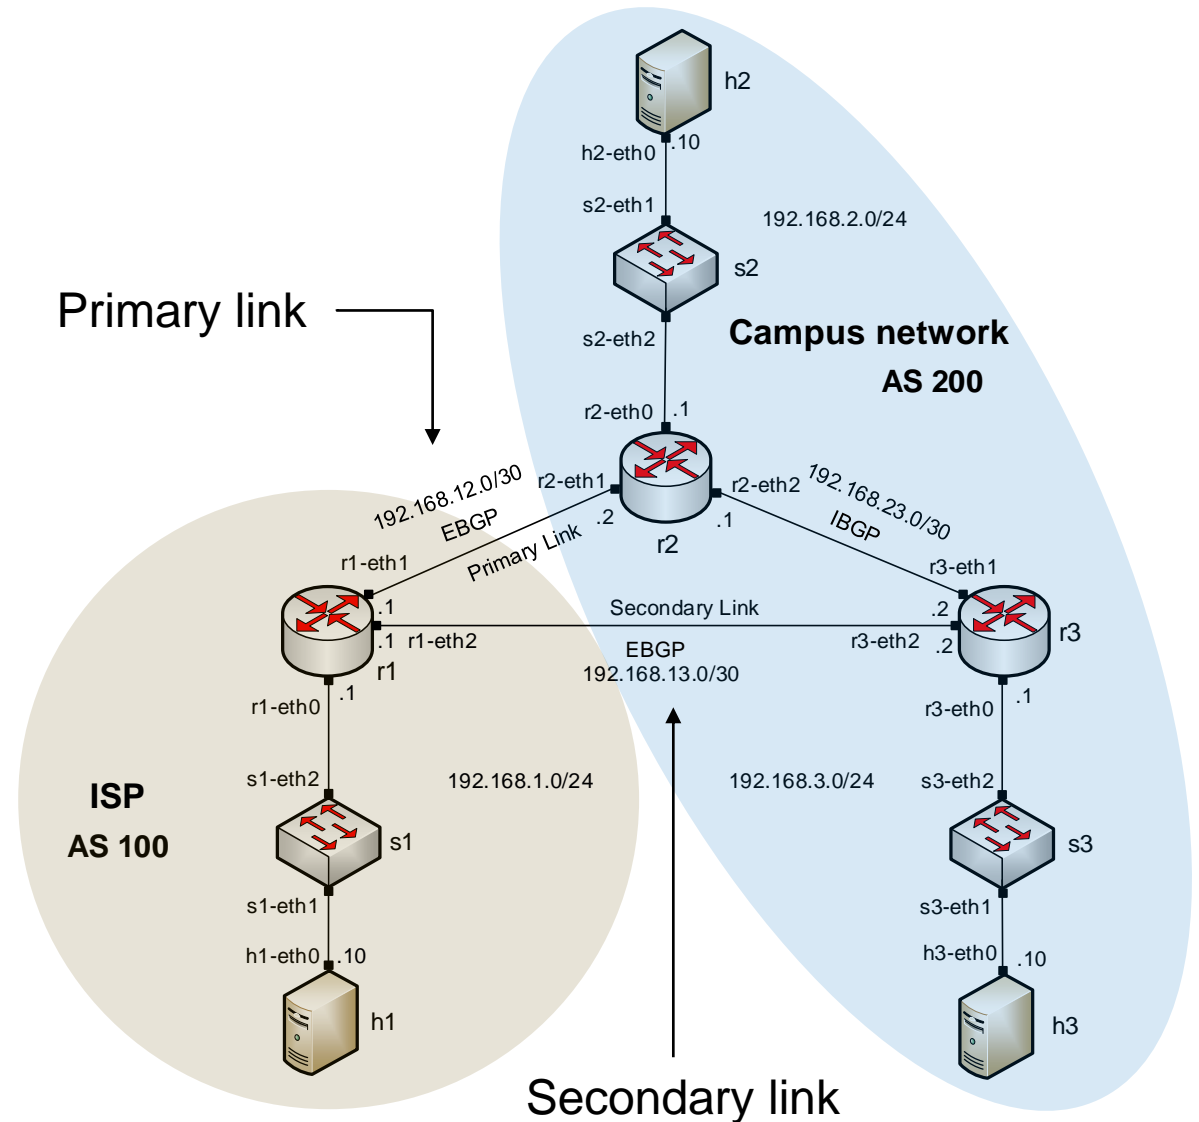 h2
.10
h2-eth0
s2-eth1
192.168.2.0/24
s2
Primary link
s2-eth2
Campus network
AS 200
r2-eth0
.1
192.168.12.0/30
r2-eth1
r2-eth2
192.168.23.0/30
EBGP
.2
.1
IBGP
Primary Link
r2
r1-eth1
r3-eth1
.1
Secondary Link
.2
.1
r1-eth2
r3-eth2
.2
r3
EBGP
192.168.13.0/30
r1
.1
r1-eth0
.1
r3-eth0
s1-eth2
192.168.1.0/24
192.168.3.0/24
s3-eth2
ISP
AS 100
s1
s3
s1-eth1
s3-eth1
h1-eth0
.10
h3-eth0
.10
h1
h3
Secondary link